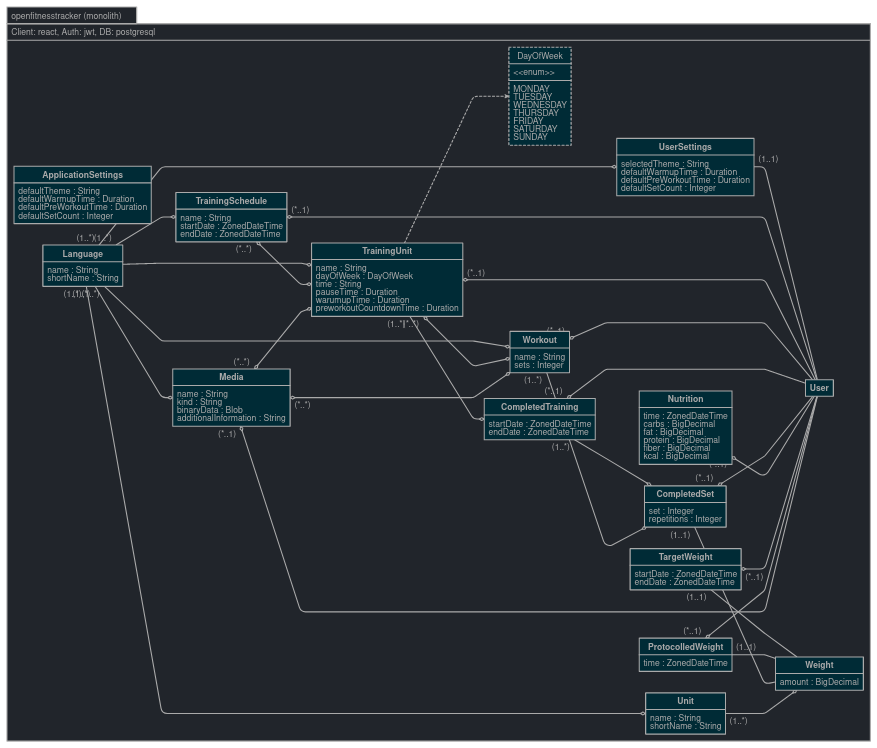 openfitnesstracker (monolith)
Client: react, Auth: jwt, DB: postgresql
DayOfWeek
<<enum>>
MONDAY
TUESDAY
WEDNESDAY
THURSDAY
FRIDAY
SATURDAY
SUNDAY
UserSettings
selectedTheme : String
defaultWarmupTime : Duration
defaultPreWorkoutTime : Duration
defaultSetCount : Integer
(1..1)
ApplicationSettings
defaultTheme : String
defaultWarmupTime : Duration
defaultPreWorkoutTime : Duration
defaultSetCount : Integer
TrainingSchedule
name : String
startDate : ZonedDateTime
endDate : ZonedDateTime
(*..1)
(*..*)
(1..*)(1..*)
Language
name : String
shortName : String
TrainingUnit
name : String
dayOfWeek : DayOfWeek
time : String
pauseTime : Duration
warumupTime : Duration
preworkoutCountdownTime : Duration
(*..1)
(*..*)
Workout
name : String
sets : Integer
(1..*)
(*..1)
(*..*)
Media
name : String
kind : String
binaryData : Blob
additionalInformation : String
(*..*)
(*..1)
User
CompletedTraining
startDate : ZonedDateTime
endDate : ZonedDateTime
(1..*)
Nutrition
time : ZonedDateTime
carbs : BigDecimal
fat : BigDecimal
protein : BigDecimal
fiber : BigDecimal
kcal : BigDecimal
(*..1)
CompletedSet
set : Integer
repetitions : Integer
(1..1)
TargetWeight
startDate : ZonedDateTime
endDate : ZonedDateTime
(*..1)
(1..1)
(*..1)
ProtocolledWeight
time : ZonedDateTime
(1..1)
Weight
amount : BigDecimal
Unit
name : String
shortName : String
(1..*)